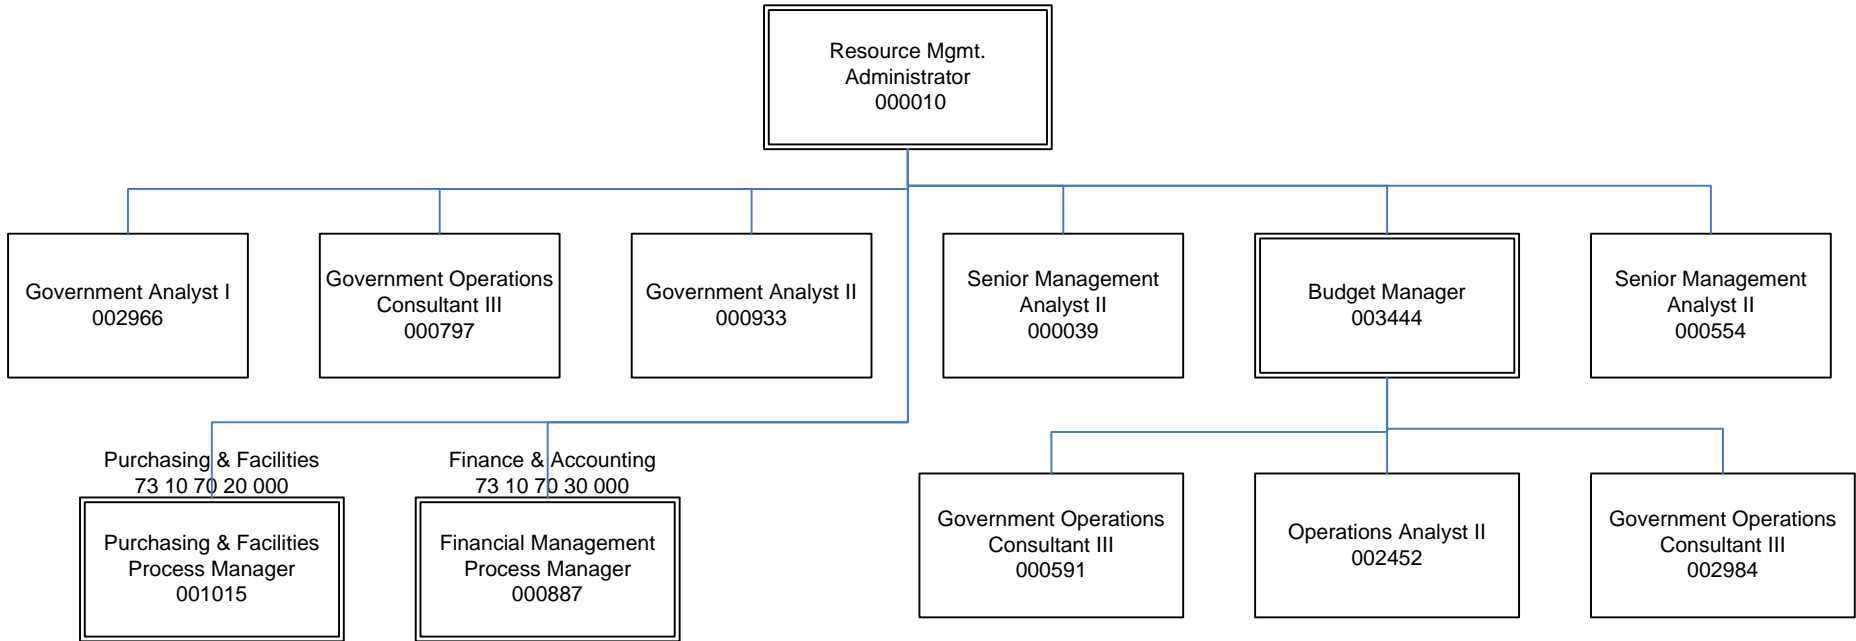 Resource Mgmt.
Administrator
000010
Government Analyst I
002966
Government Operations
Consultant III
000797
Government Analyst II
000933
Senior Management
Analyst II
000039
Budget Manager
003444
Senior Management
Analyst II
000554
Purchasing & Facilities
73 10 70 20 000
Purchasing & Facilities
Process Manager
001015
Finance & Accounting
73 10 70 30 000
Financial Management
Process Manager
000887
Government Operations
Consultant III
000591
Operations Analyst II
002452
Government Operations
Consultant III
002984